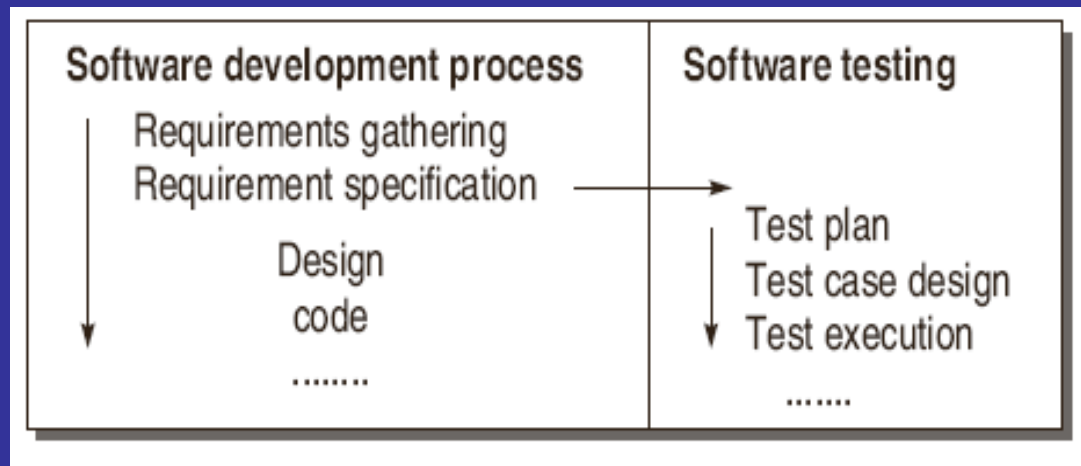 Software development process
Requirements gathering
Requirement specification
Design
code
........
Software testing
Test plan
Test case design
Test execution
.......